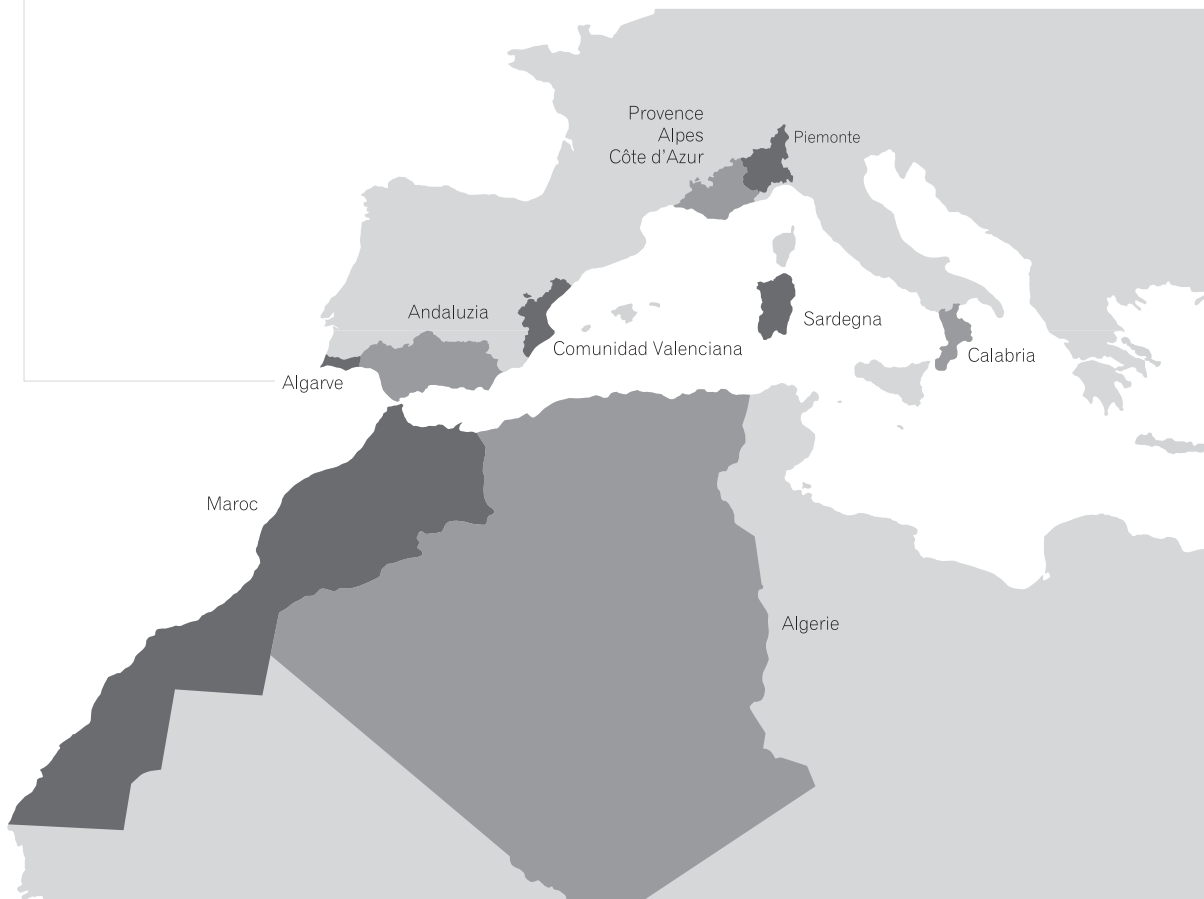 Provence
Alpes
Côte d'Azur
Piemonte
Andaluzia
Sardegna
Comunidad Valenciana
Calabria
Algarve
Maroc
Algerie